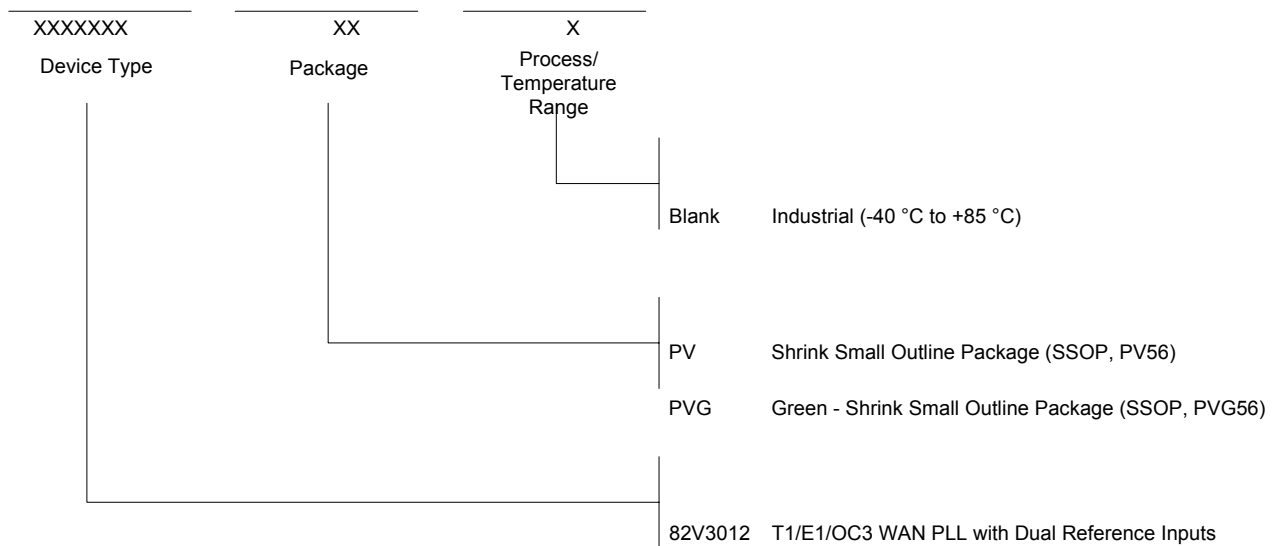 XXXXXXX XX X
Device Type Package Process/
Temperature
Range
Blank Industrial (-40 °C to +85 °C)
PV Shrink Small Outline Package (SSOP, PV56)
PVG Green - Shrink Small Outline Package (SSOP, PVG56)
82V3012 T1/E1/OC3 WAN PLL with Dual Reference Inputs